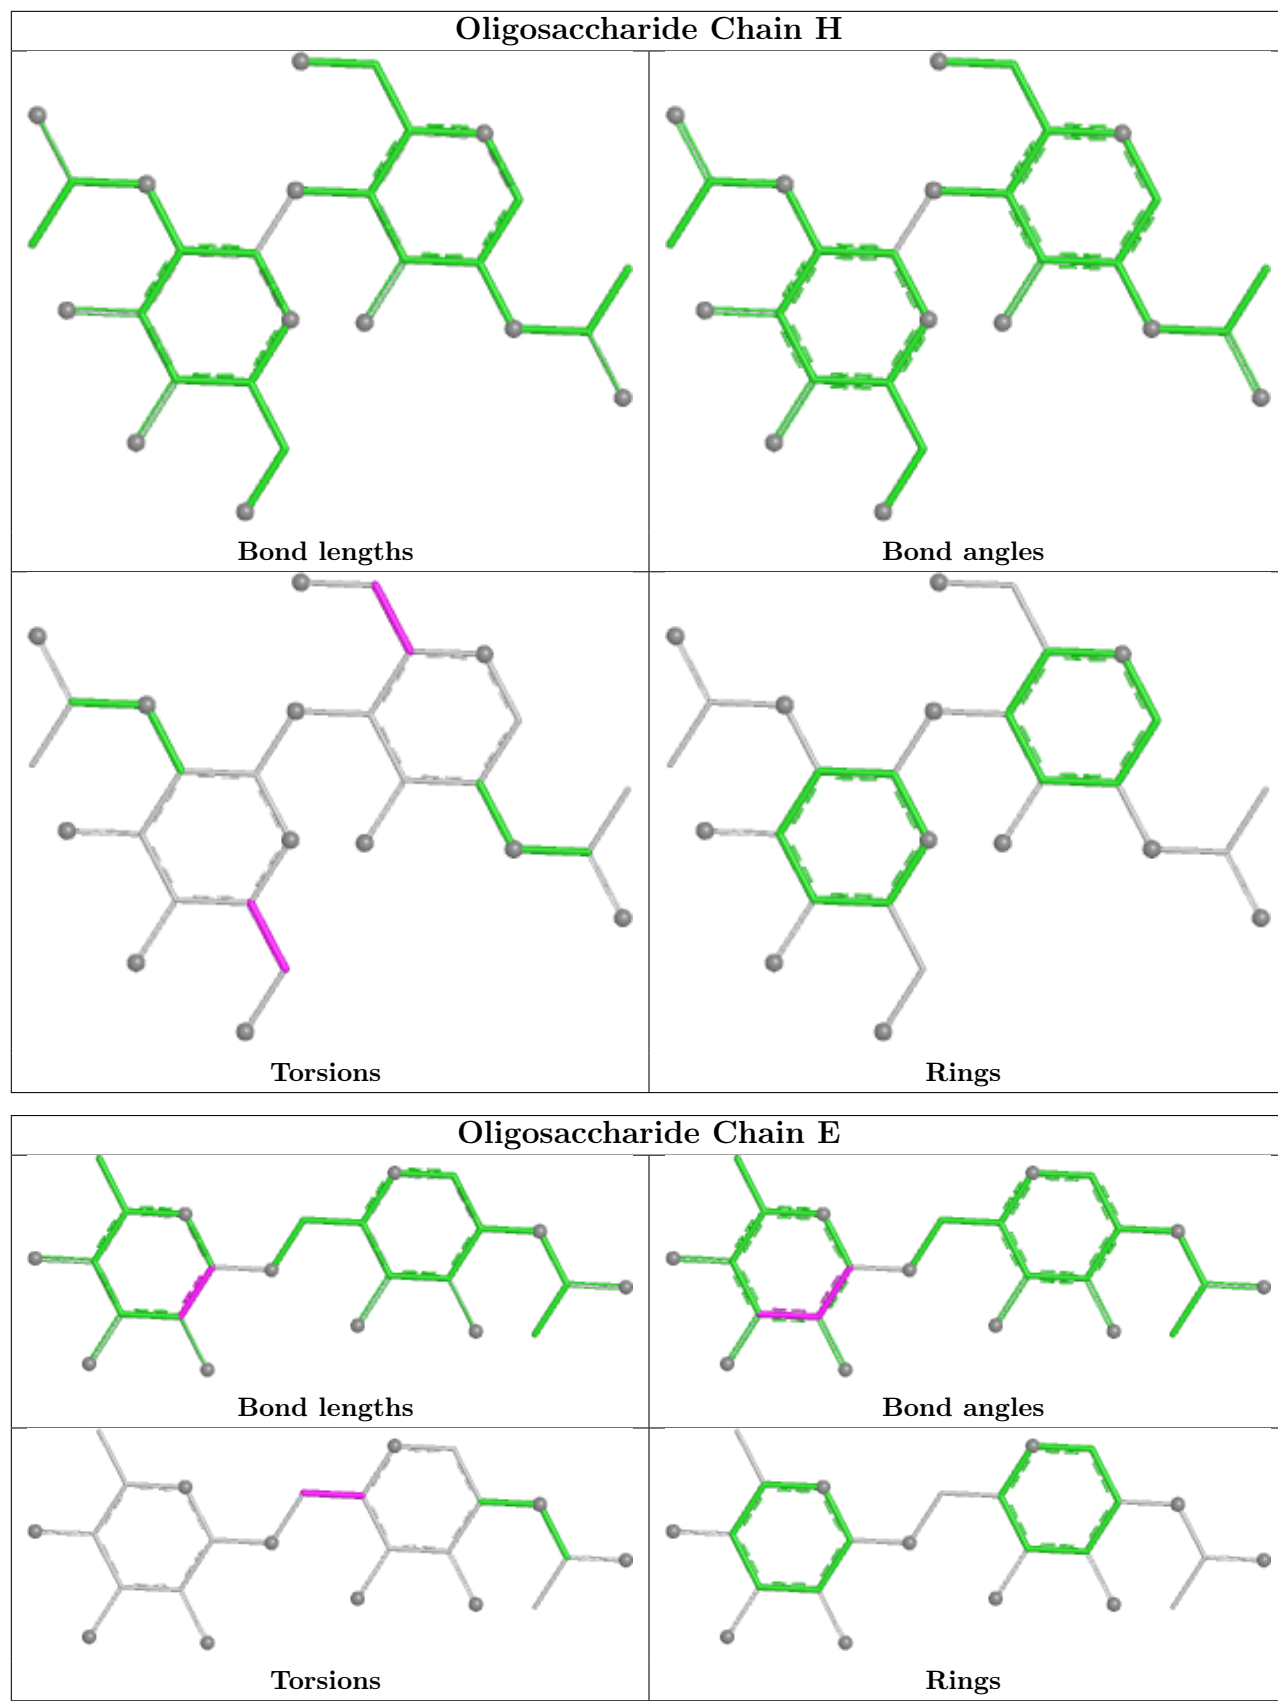 Oligosaccharide Chain H
Bond lengths
Bond angles
Torsions
Rings
Oligosaccharide Chain E
Bond lengths
Bond angles
Torsions
Rings